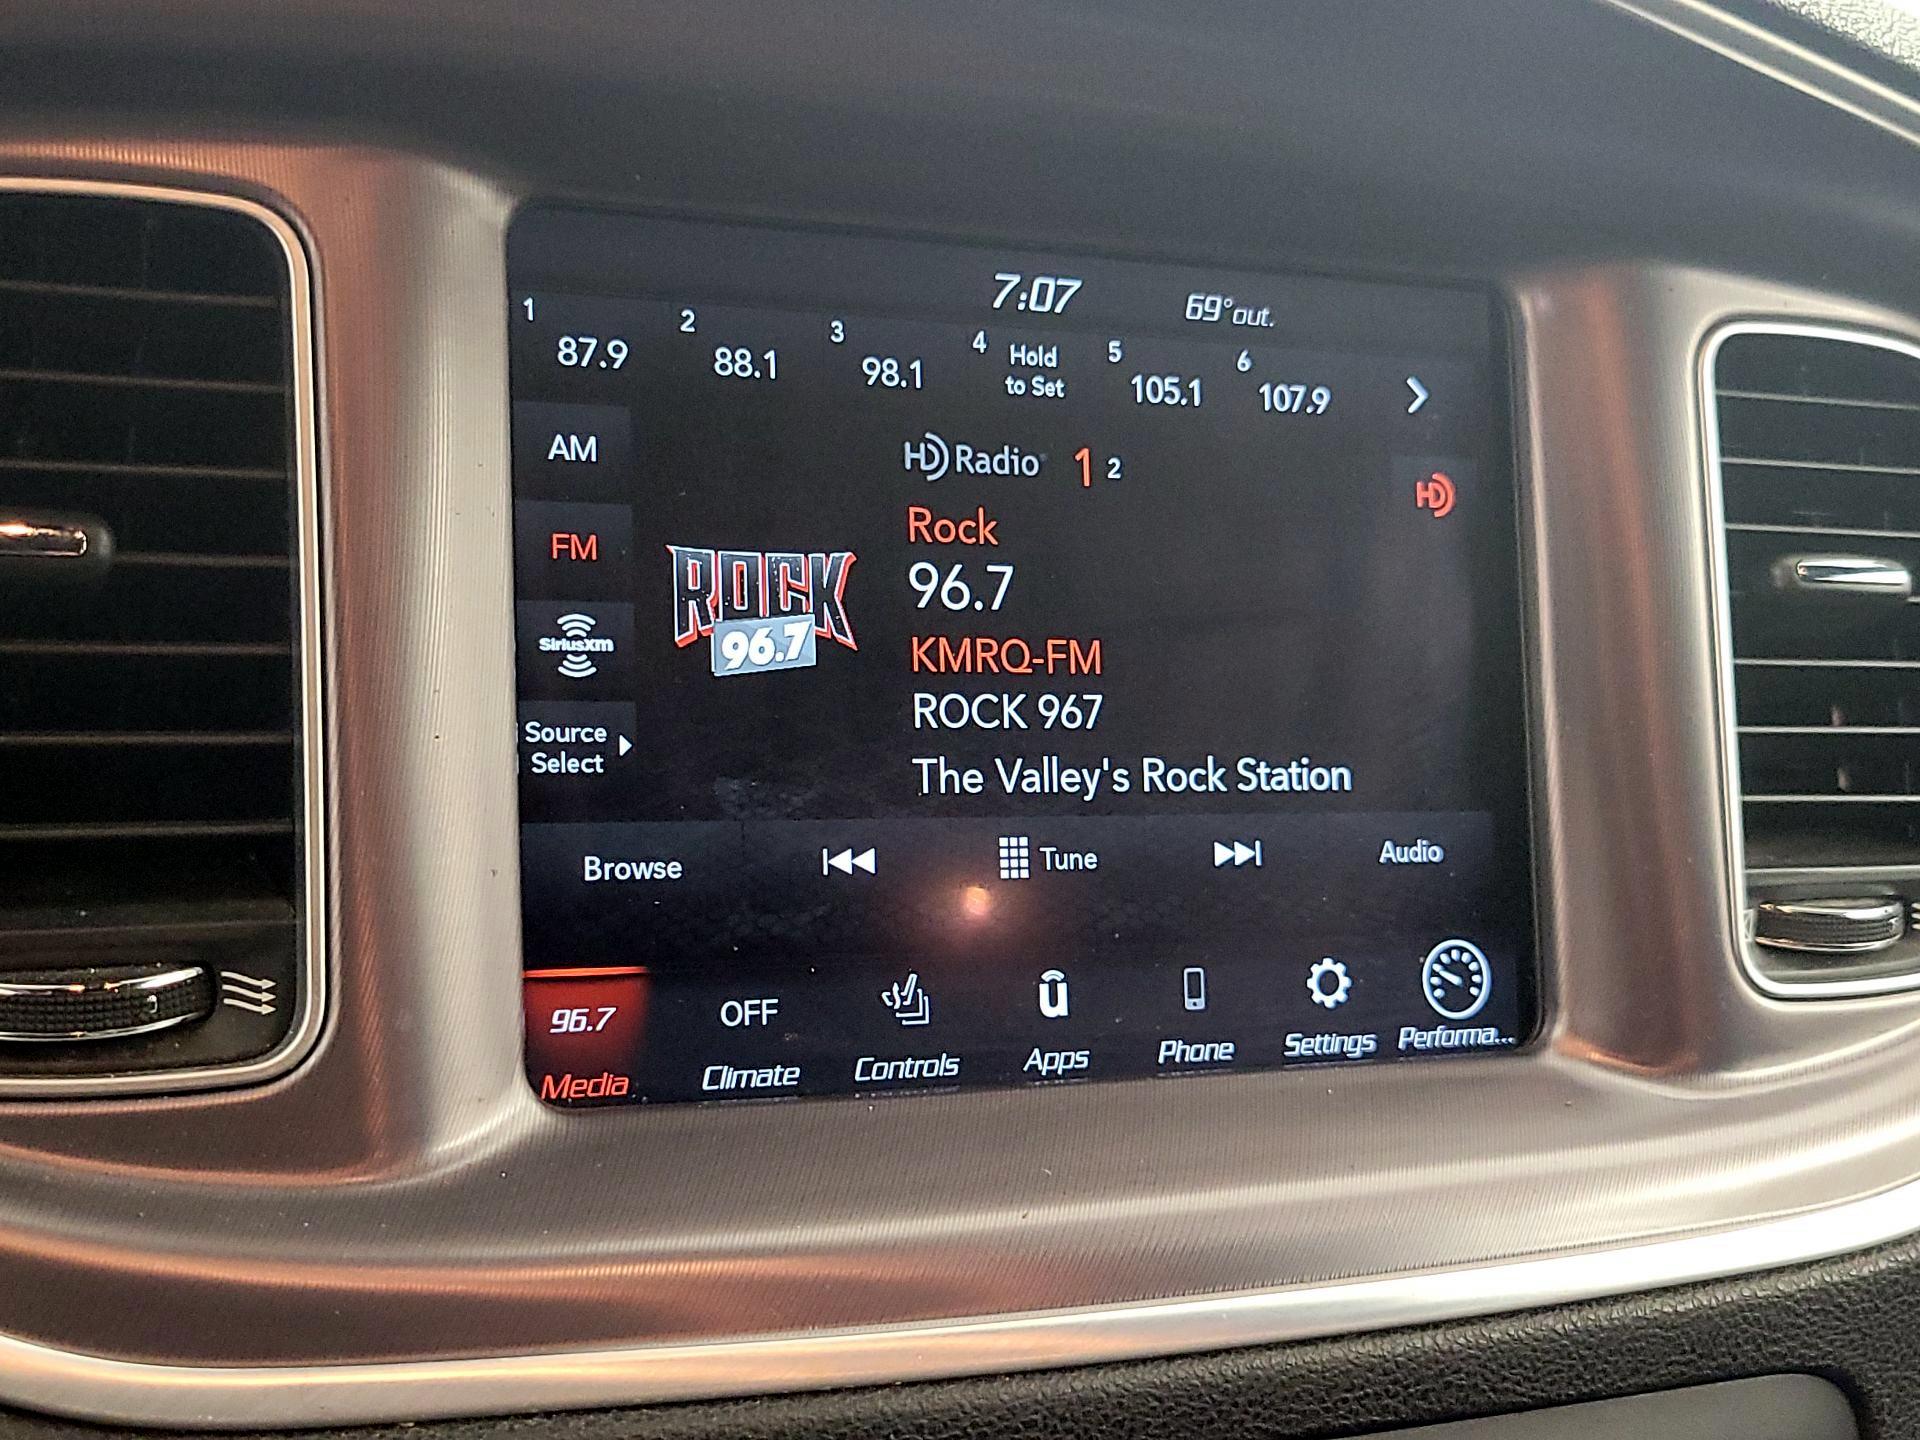 7:07
69° out.
1
87.9
2
88.1
3
98.1
4
Hold
to Set
5
105.1
6
107.9
AM
HD Radio 1 2
HD
Rock
FM
96.7
ROCK
96.7
SiriusXM
KMRQ-FM
ROCK 967
Source
Select
The Valley's Rock Station
Browse
Tune
Audio
96.7
Media
OFF
Climate
Controls
u
Apps
Phone
Settings
Performa...